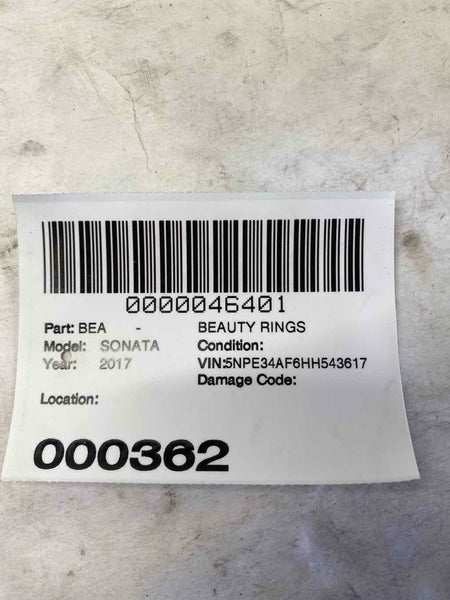 0000046401
Part: BEA - BEAUTY RINGS
Model: SONATA Condition:
Year: 2017 VIN:5NPE34AF6HH543617
Damage Code:
Location:
000362